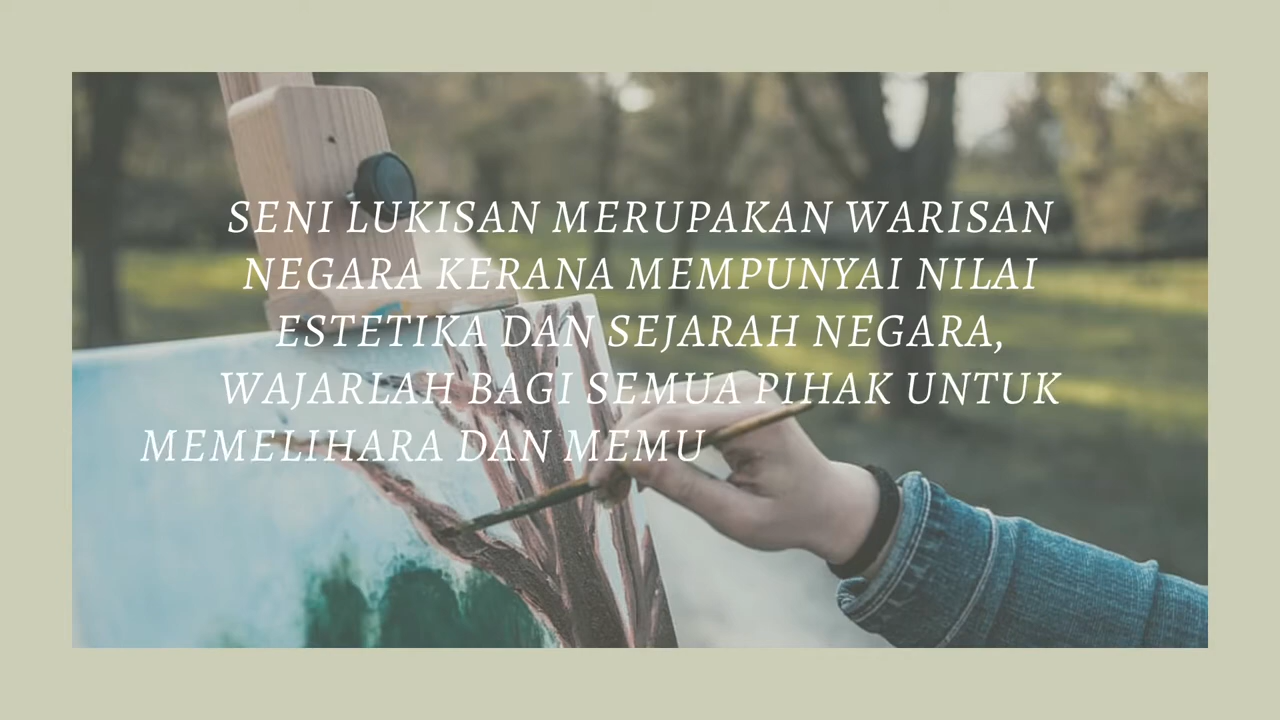 SENI LUKISAN MERUPAKAN WARISAN
NEGARA KERANA MEMPUNYAI NILAI
ESTETIKA DAN SEJARAH NEGARA,
WAJARLAH BAGI SEMUA PIHAK UNTUK
MEMELIHARA DAN MEMU